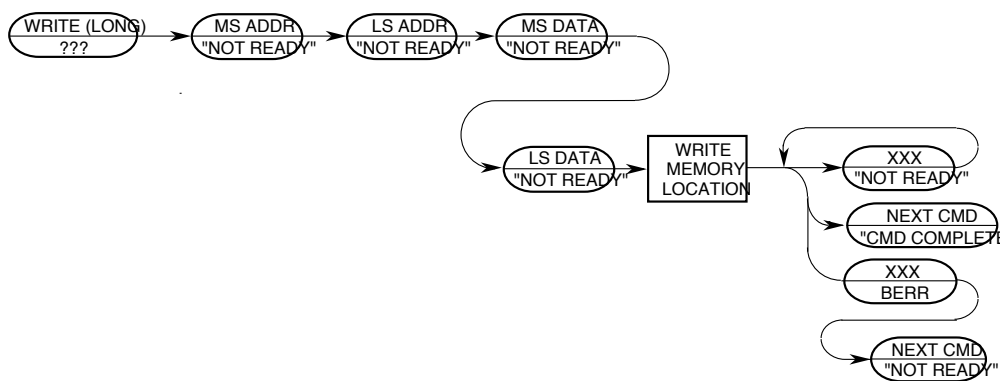 WRITE (LONG)
???
MS ADDR
"NOT READY"
LS ADDR
"NOT READY"
MS DATA
"NOT READY"
LS DATA
"NOT READY"
WRITE
MEMORY
LOCATION
XXX
"NOT READY"
NEXT CMD
"CMD COMPLETE
XXX
BERR
NEXT CMD
"NOT READY"